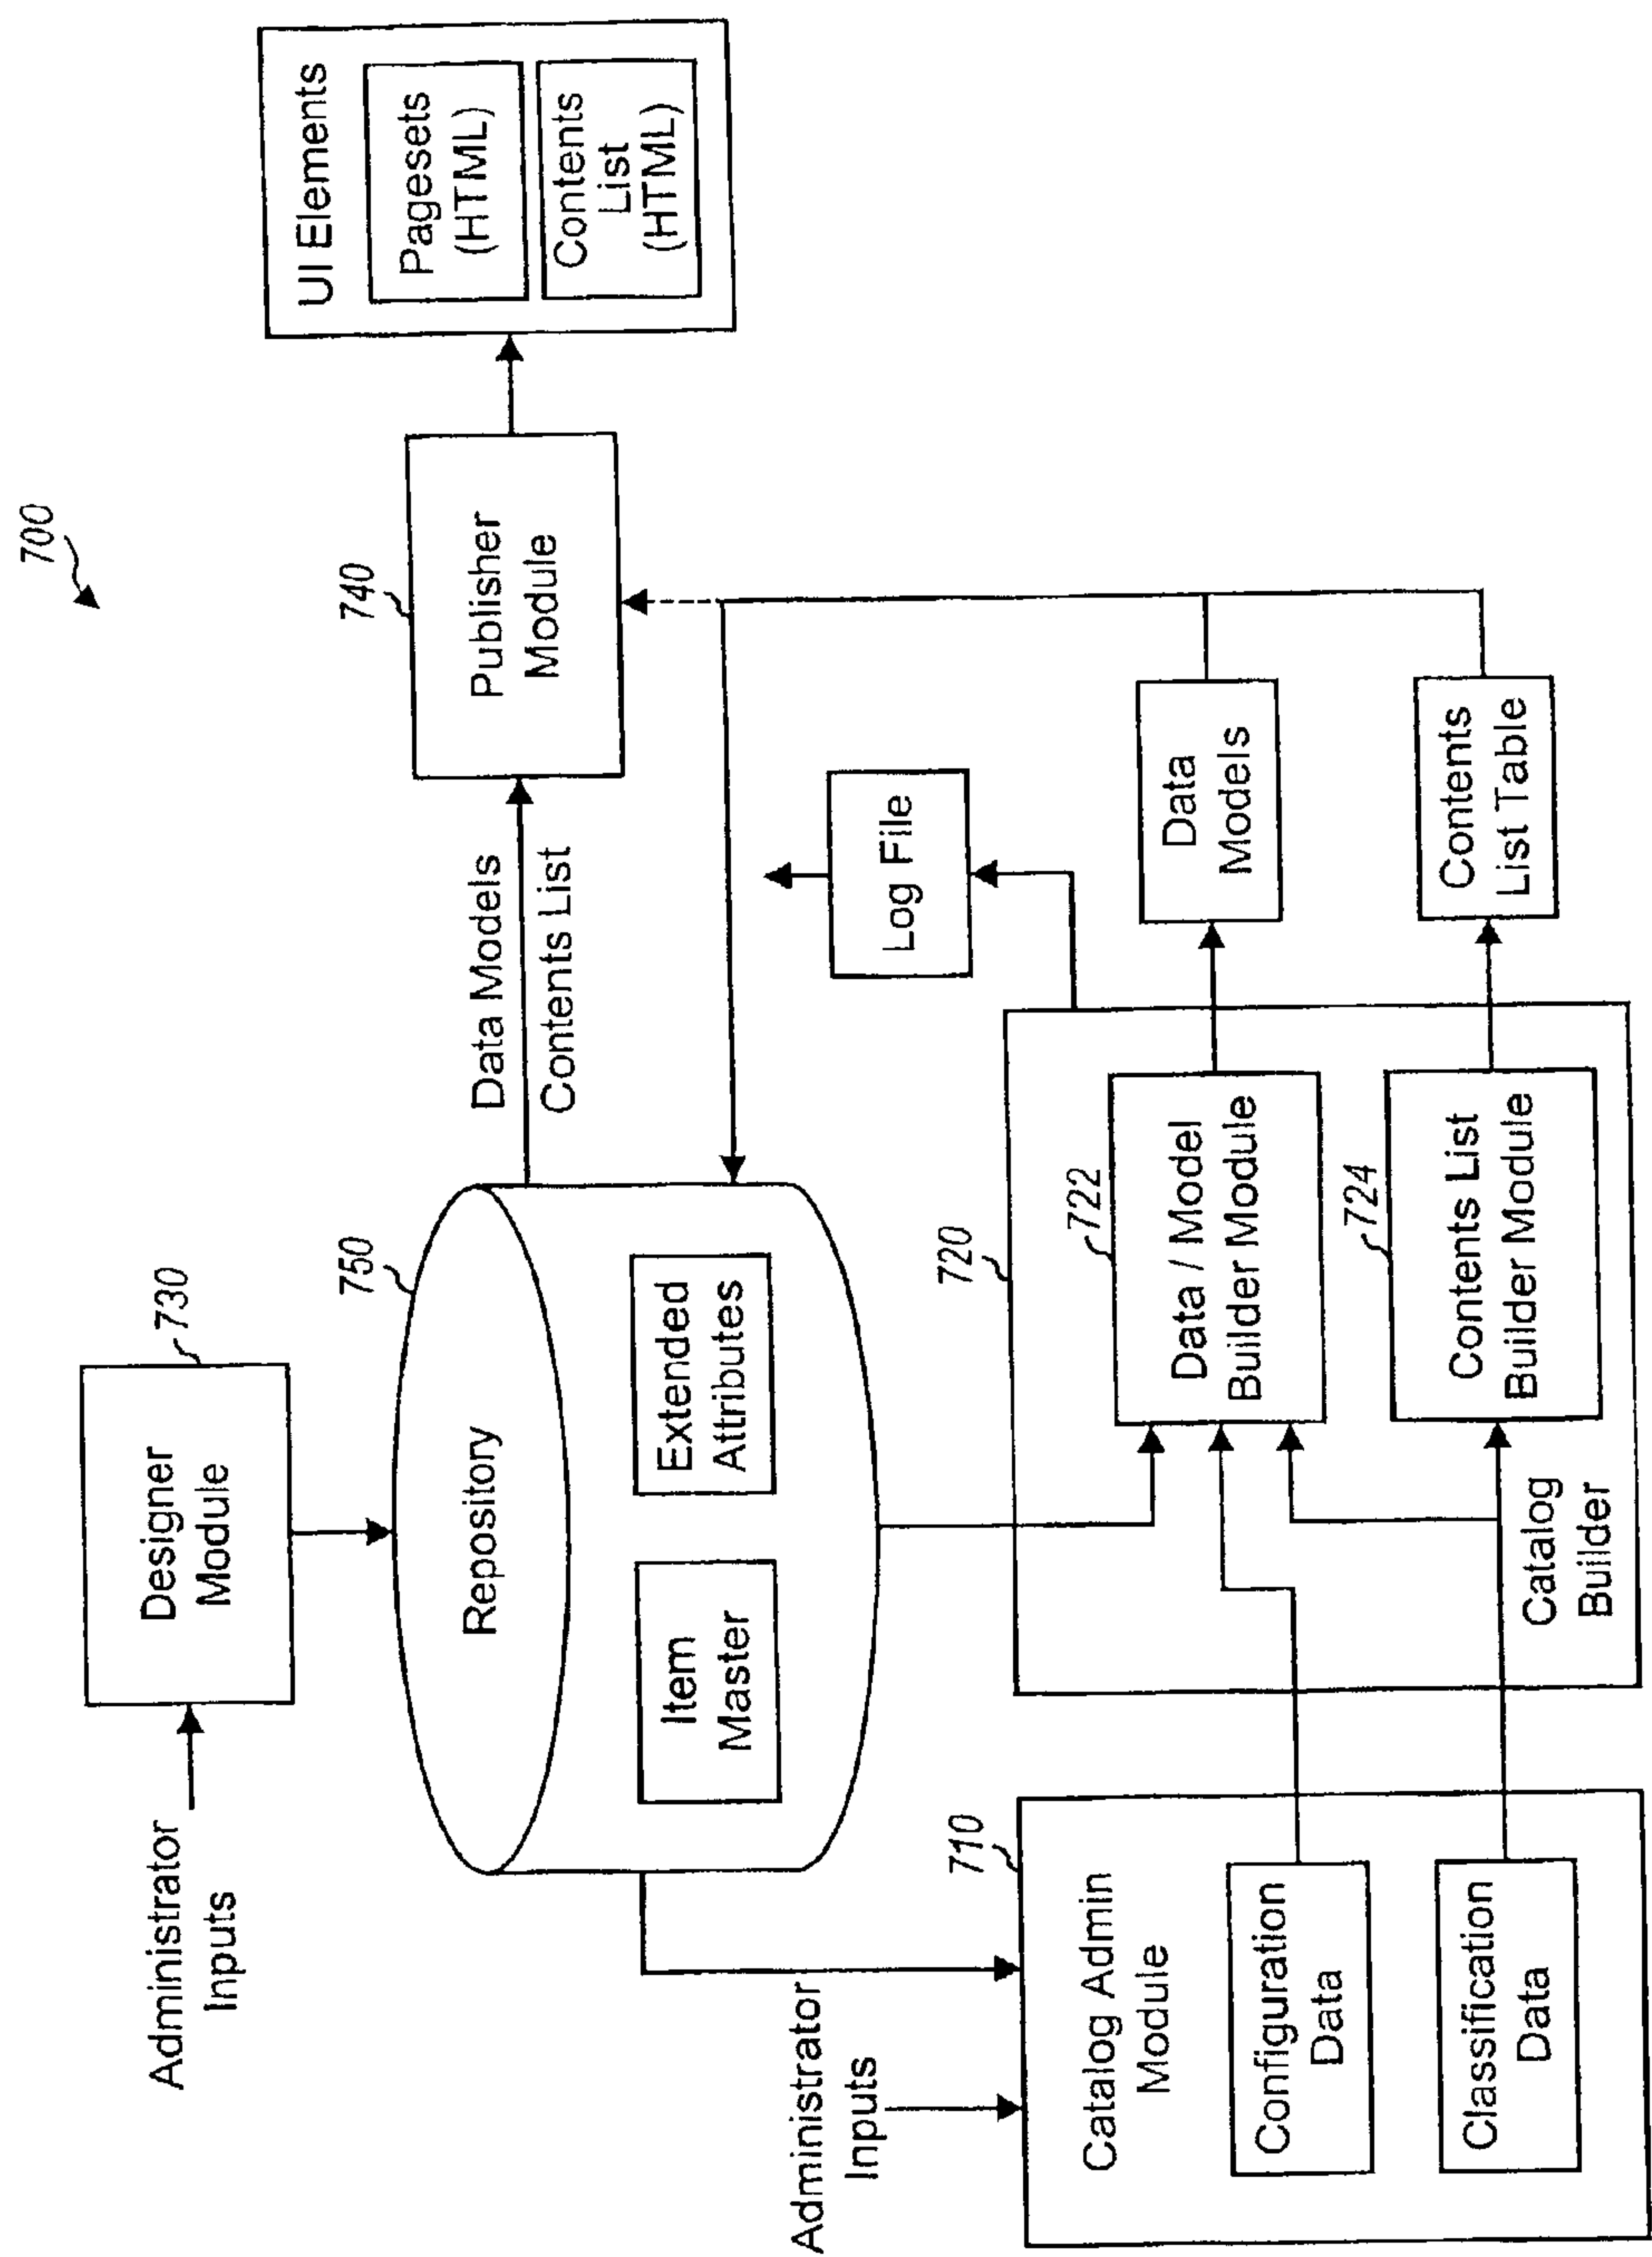 700
Administrator
Inputs
Designer
Module
730
Repository
750
Item
Master
Extended
Attributes
Data Models
Contents List
740
Publisher
Module
UI Elements
Pagesets
(HTML)
Contents
List
(HTML)
Administrator
Inputs
710
Catalog Admin
Module
Configuration
Data
Classification
Data
720
Catalog
Builder
722
Data / Model
Builder Module
724
Contents List
Builder Module
Log File
Data
Models
Contents
List Table